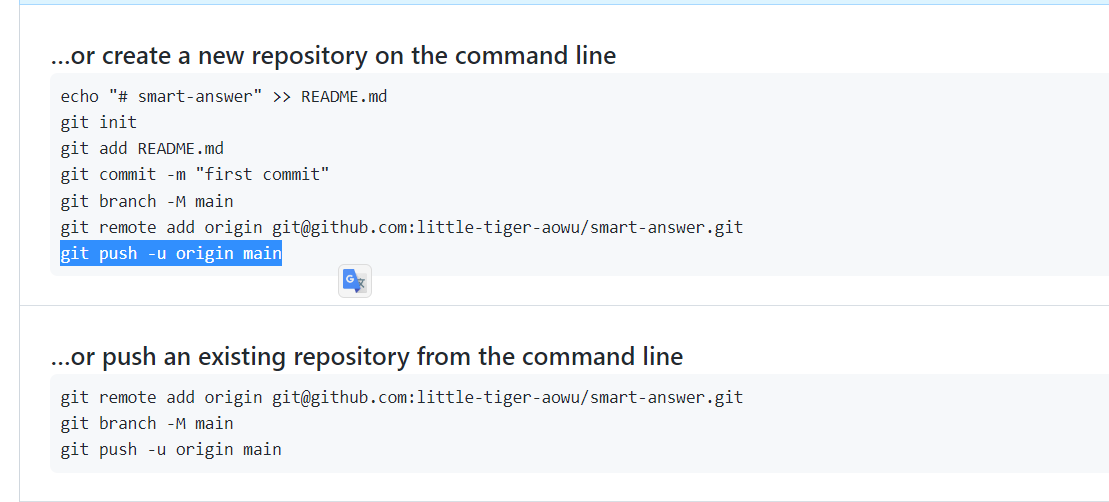 ...or create a new repository on the command line
echo "# smart-answer" >> README.md
git init
git add README.md
git commit -m "first commit"
git branch -M main
git remote add origin git@github.com:little-tiger-aowu/smart-answer.git
git push -u origin main
...or push an existing repository from the command line
git remote add origin git@github.com:little-tiger-aowu/smart-answer.git
git branch -M main
git push -u origin main